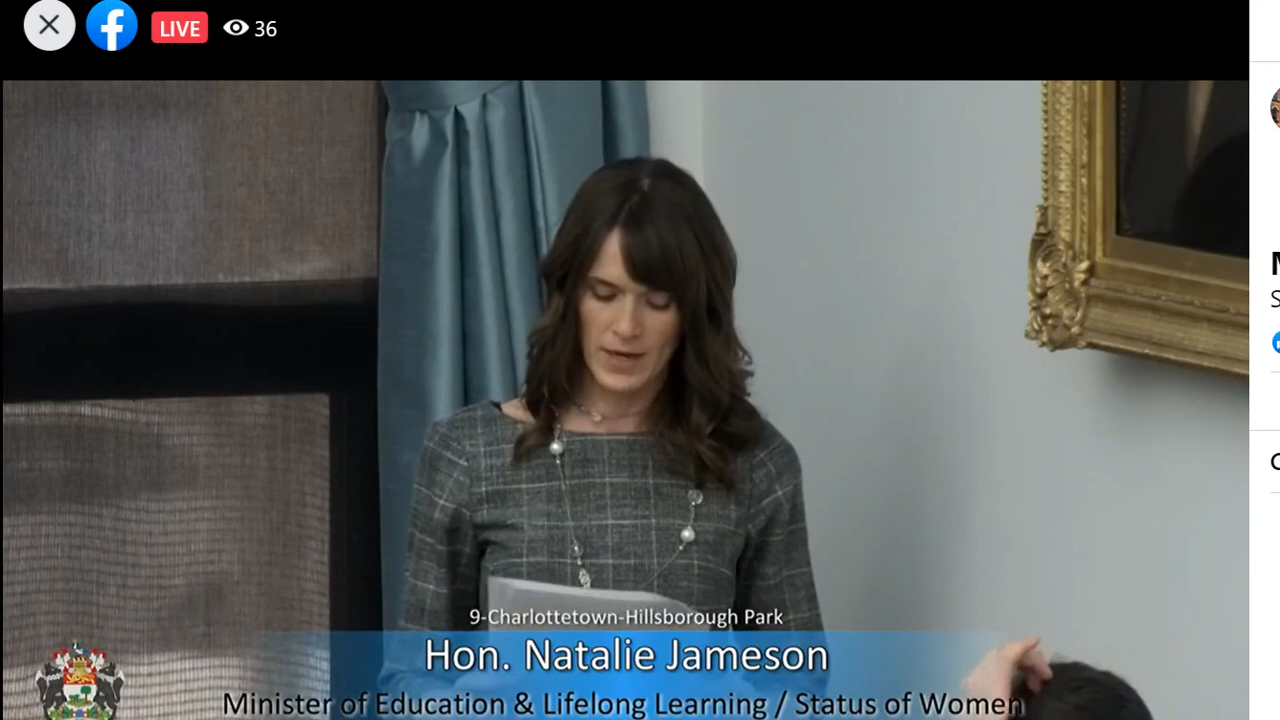 LIVE 36
9-Charlottetown-Hillsborough Park
Hon. Natalie Jameson
Minister of Education & Lifelong Learning / Status of Women